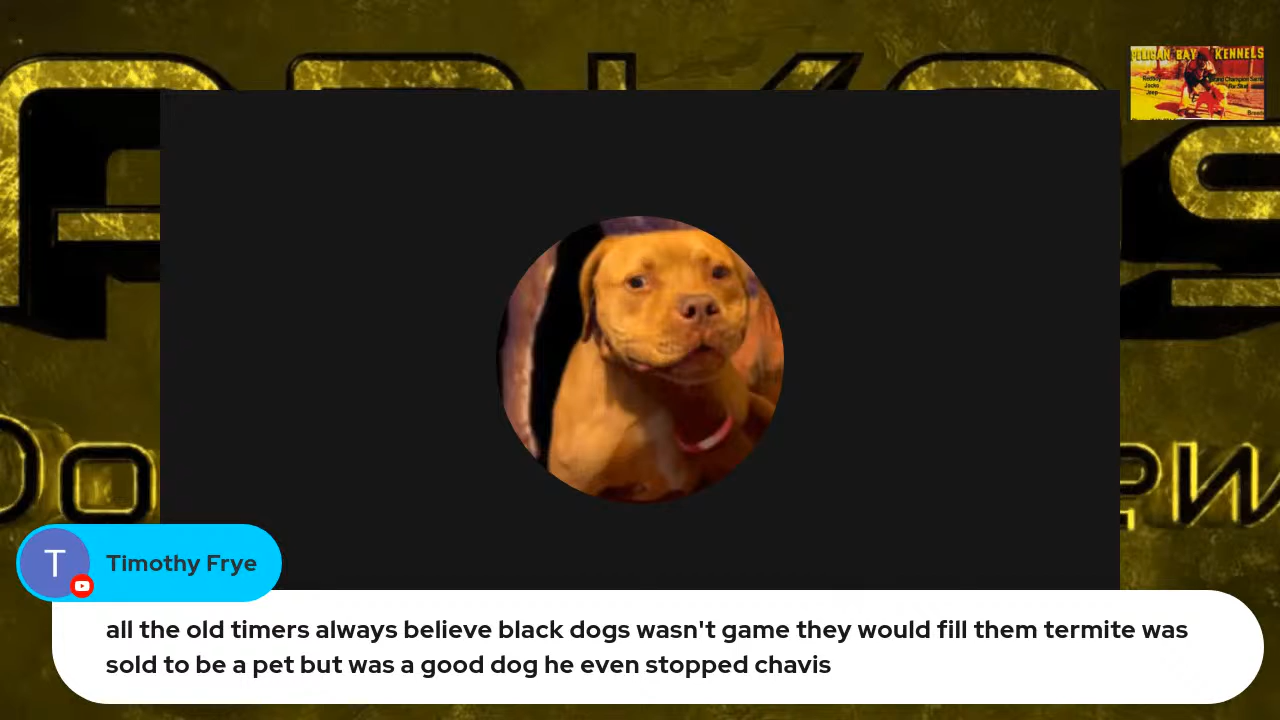 KENNELS
T
Timothy Frye
all the old timers always believe black dogs wasn't game they would fill them termite was
sold to be a pet but was a good dog he even stopped chavis